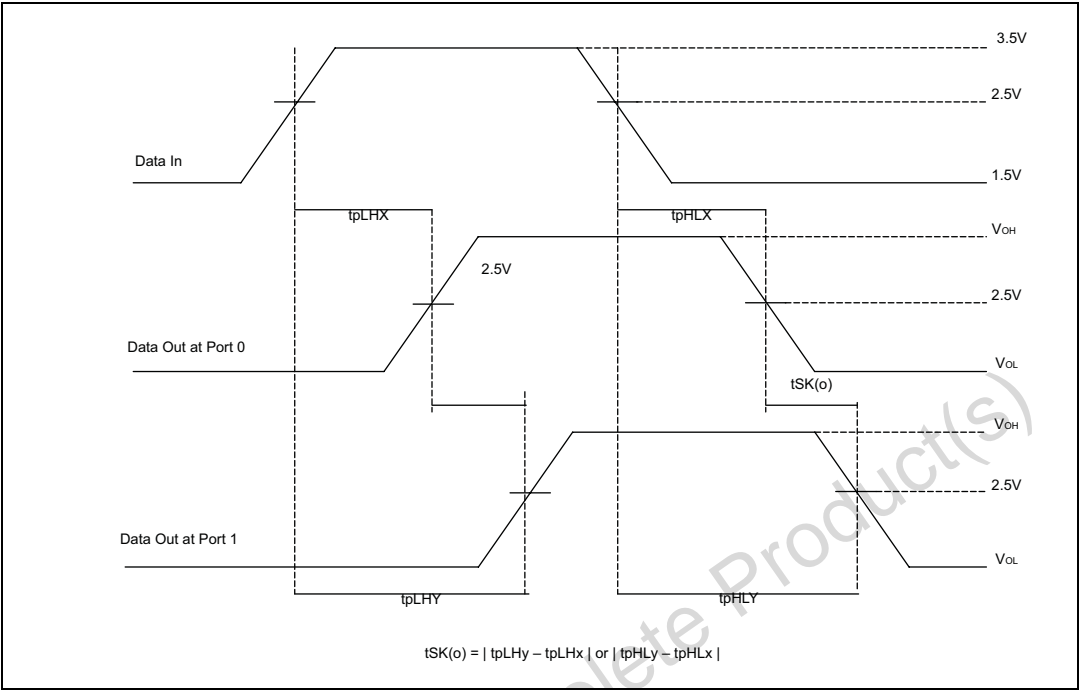 3.5V
2.5V
Data In
1.5V
tpLHX
tpHLX
VOH
2.5V
2.5V
Data Out at Port 0
VOL
tSK(o)
VOH
2.5V
Data Out at Port 1
VOL
tpLHY
tpHLY
tSK(o) = | tpLHy – tpLHx | or | tpHLy – tpHLx |
lete Product(s)